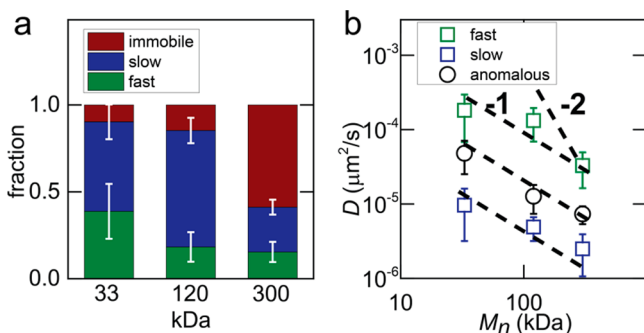 a
immobile
slow
fast
1.0
0.5
0.0
fraction
33
120
300
kDa
b
fast
slow
anomalous
10⁻³
10⁻⁴
10⁻⁵
10⁻⁶
D (μm²/s)
-1
-2
10
100
Mₙ (kDa)